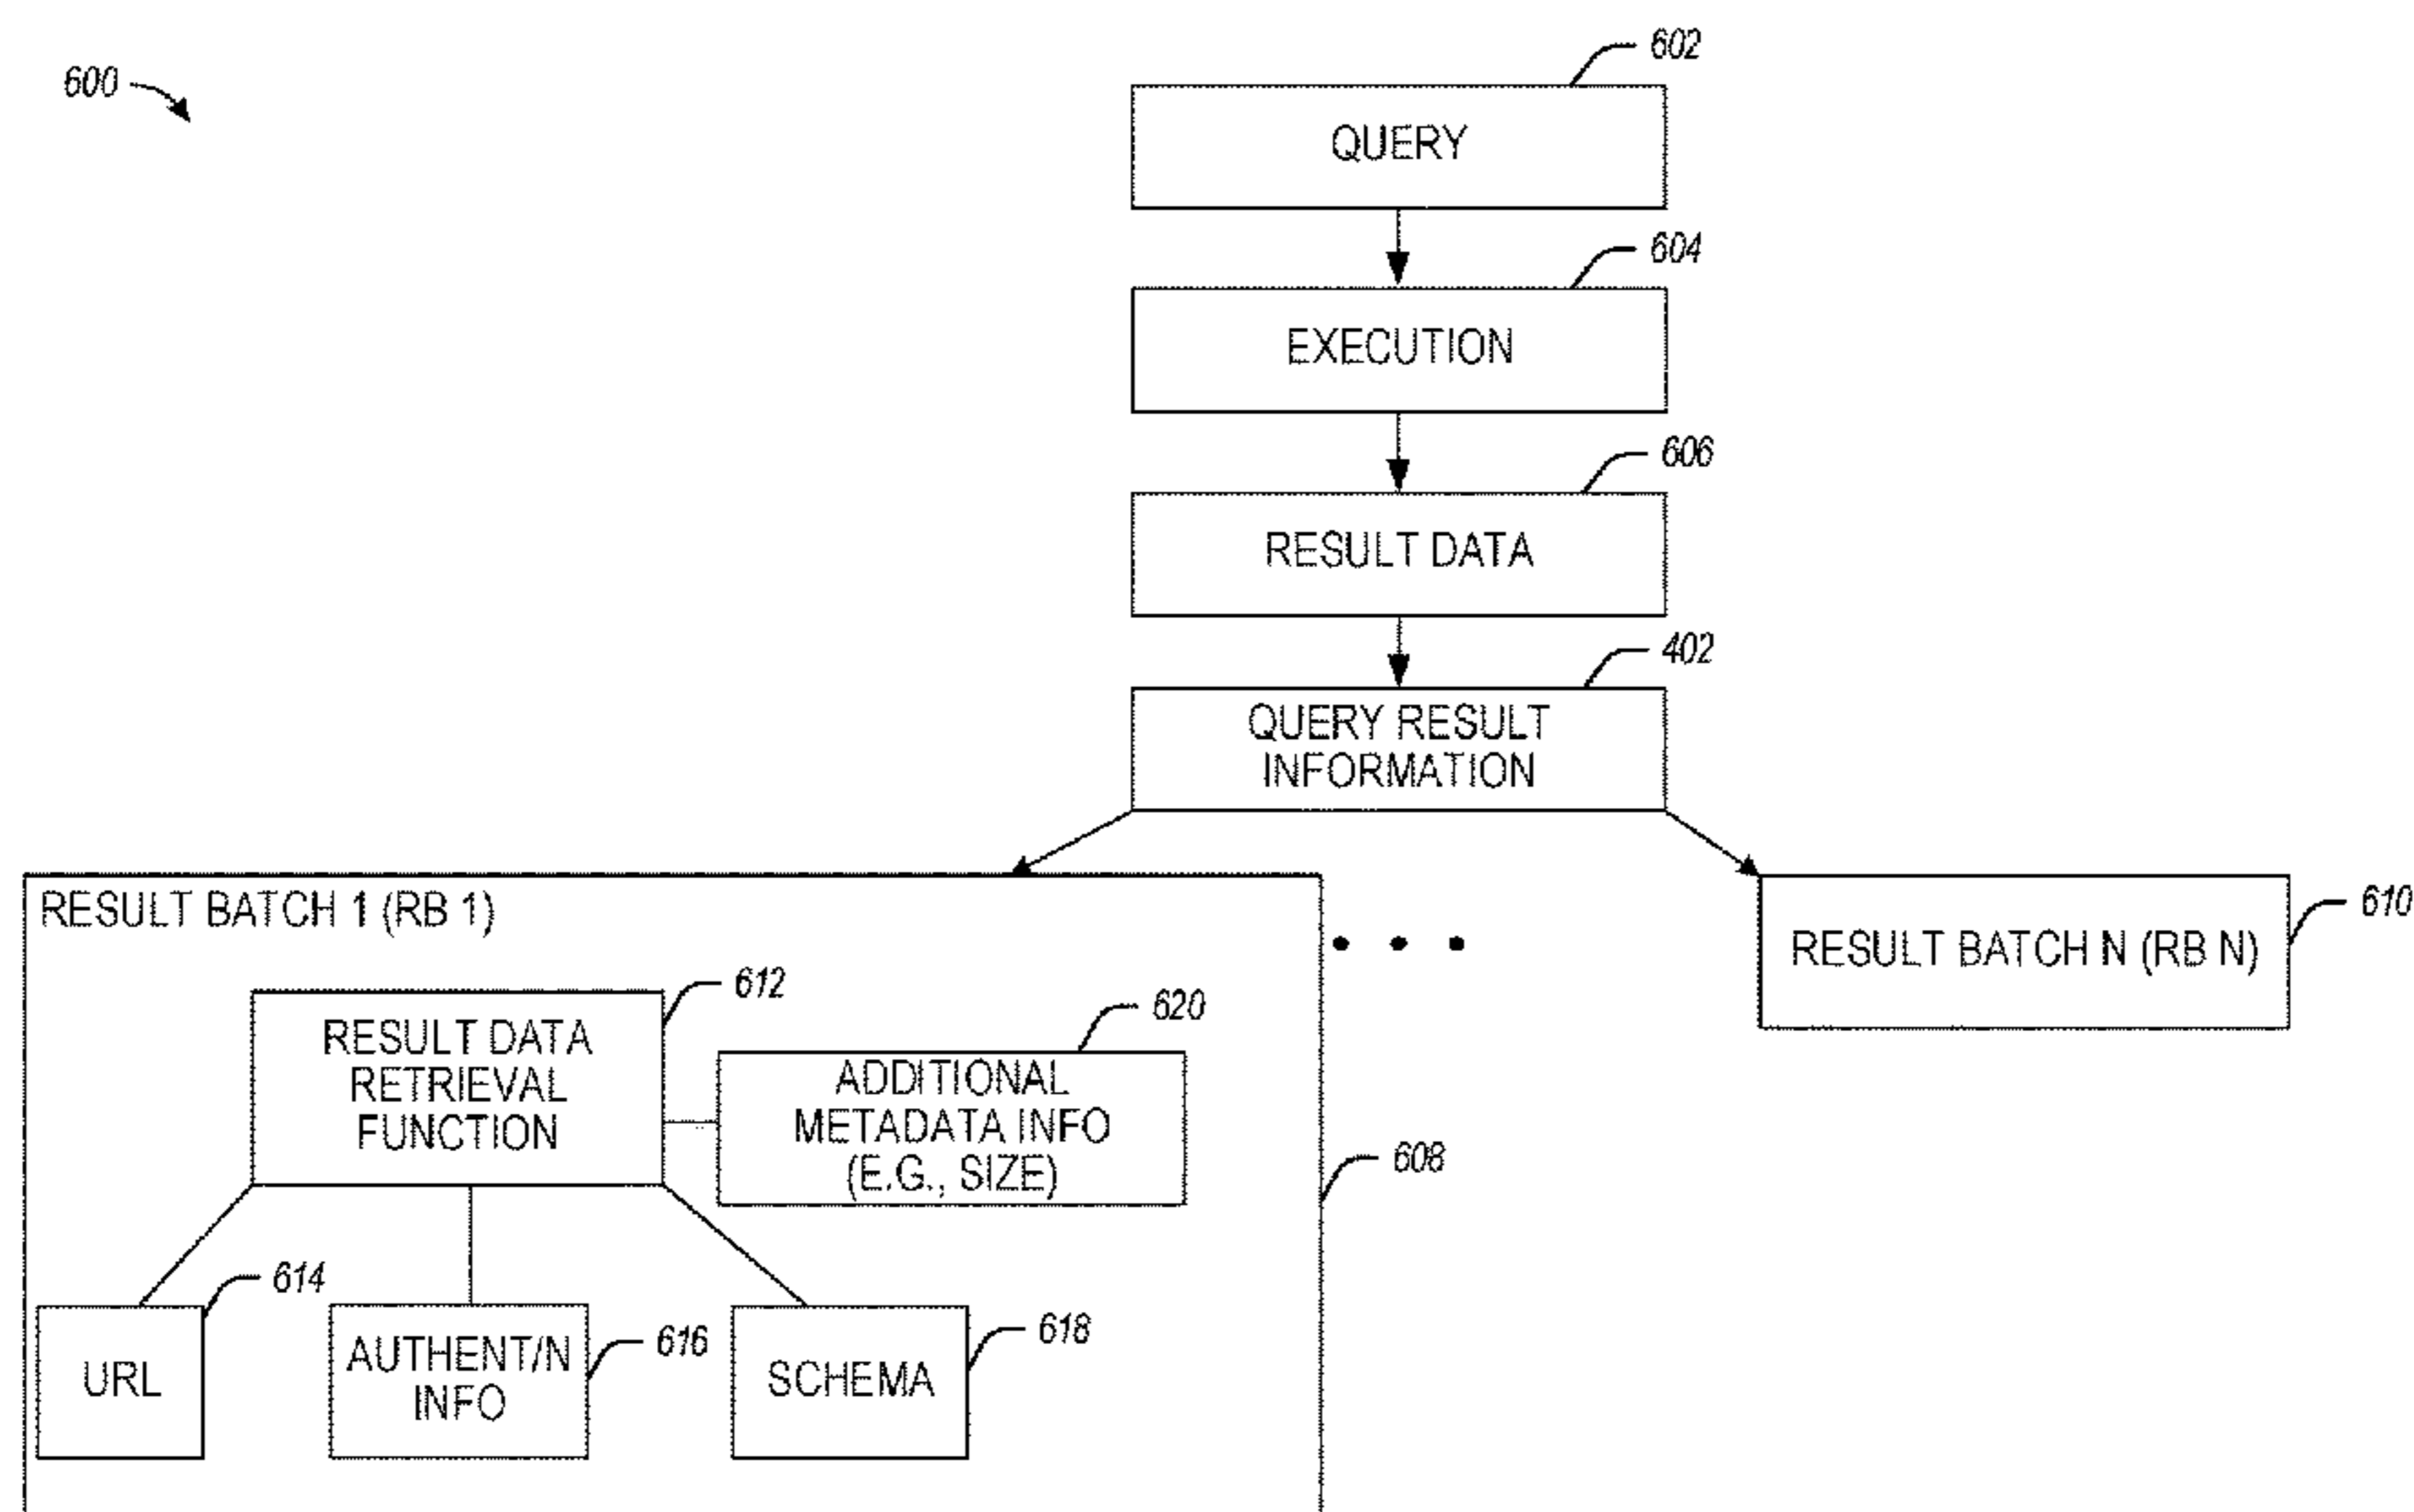 600
602
QUERY
604
EXECUTION
606
RESULT DATA
402
QUERY RESULT
INFORMATION
RESULT BATCH 1 (RB 1)
610
RESULT BATCH N (RB N)
612
RESULT DATA
RETRIEVAL
FUNCTION
620
ADDITIONAL
METADATA INFO
(E.G., SIZE)
608
614
URL
616
AUTHENT/N
INFO
618
SCHEMA